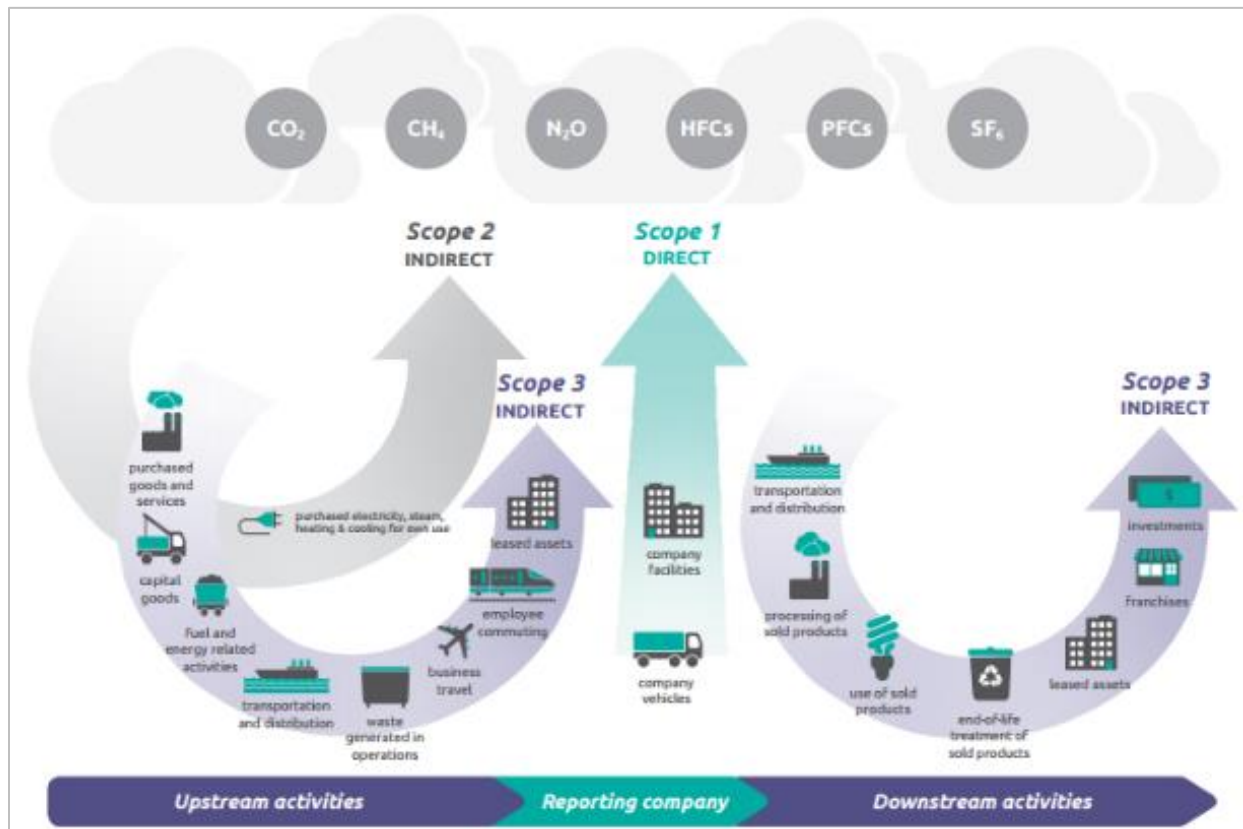 CO₂
CH₄
N₂O
HFCs
PFCs
SF₆
Scope 2
INDIRECT
Scope 1
DIRECT
Scope 3
INDIRECT
Scope 3
INDIRECT
purchased
goods and
services
capital
goods
fuel and
energy related
activities
transportation
and distribution
waste
generated in
operations
business
travel
employee
commuting
leased assets
purchased electricity, steam,
heating & cooling for own use
company
facilities
company
vehicles
transportation
and distribution
processing of
sold products
use of sold
products
end-of-life
treatment of
sold products
leased assets
franchises
investments
$
Upstream activities
Reporting company
Downstream activities